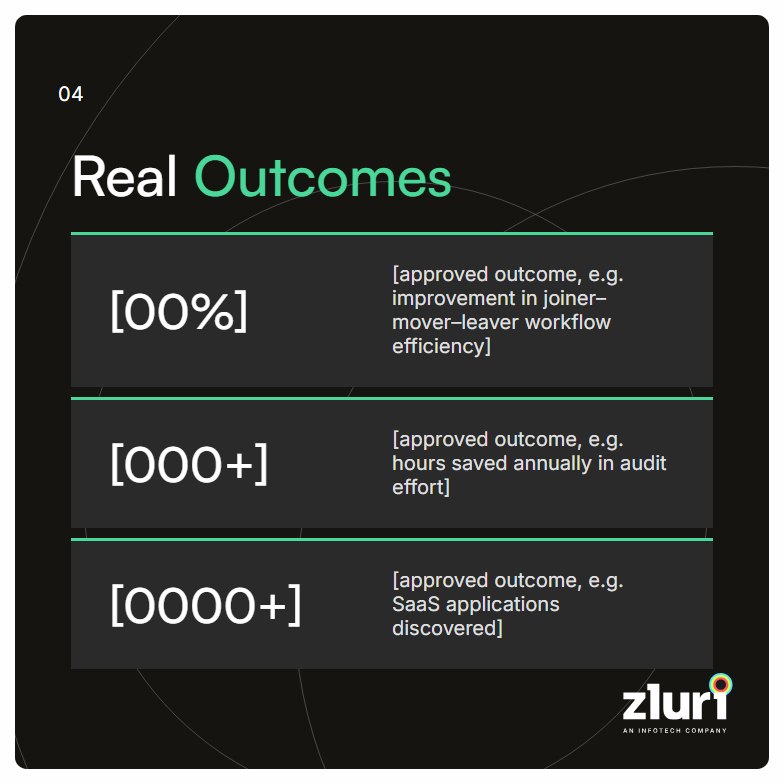 04
Real Outcomes
[00%]
[approved outcome, e.g.
improvement in joiner–
mover–leaver workflow
efficiency]
[000+]
[approved outcome, e.g.
hours saved annually in audit
effort]
[0000+]
[approved outcome, e.g.
SaaS applications
discovered]
zluri
AN INFOTECH COMPANY